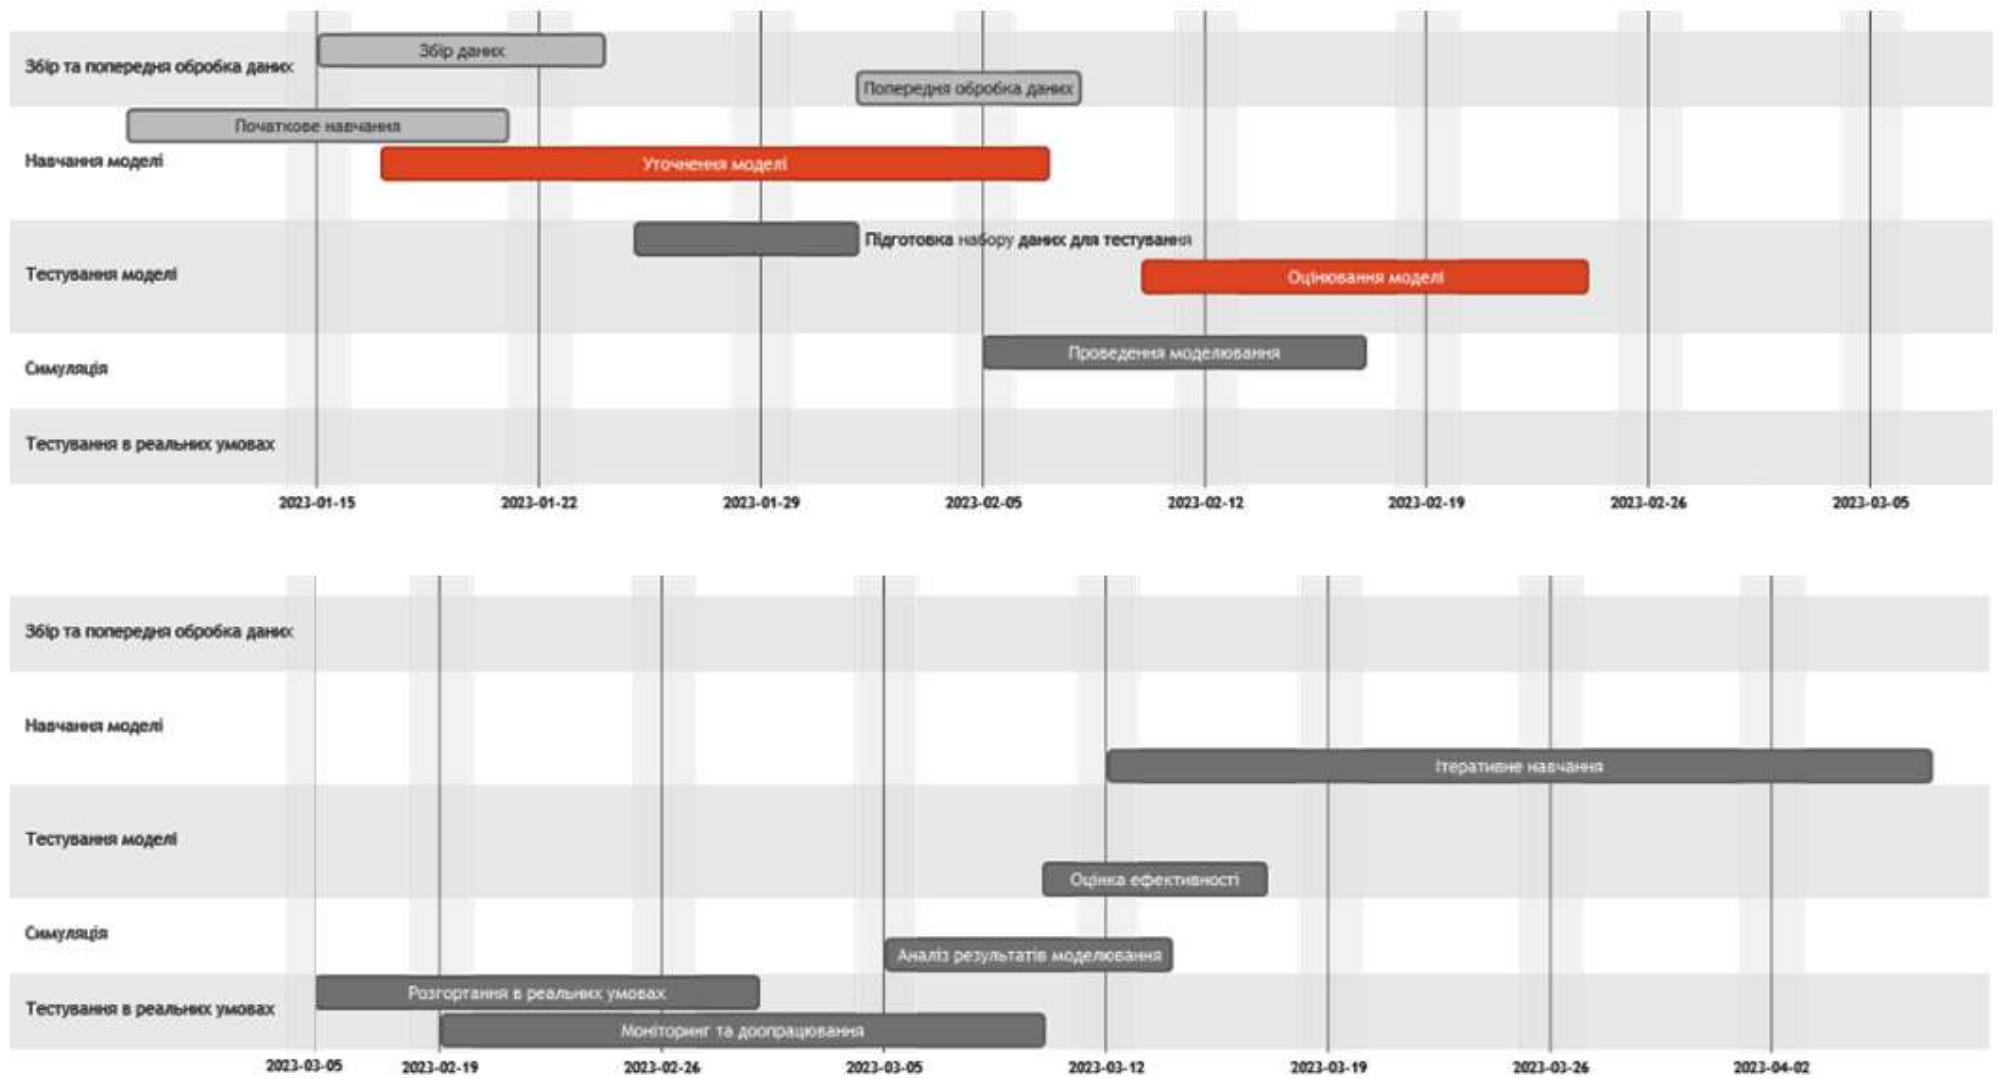 Збір даних
Збір та попередня обробка даних
Попередня обробка даних
Початкове навчання
Навчання моделі
Уточнення моделі
Підготовка набору даних для тестування
Тестування моделі
Оцінювання моделі
Проведення моделювання
Симуляція
Тестування в реальних умовах
2023-01-15 2023-01-22 2023-01-29 2023-02-05 2023-02-12 2023-02-19 2023-02-26 2023-03-05
Збір та попередня обробка даних
Навчання моделі
Ітеративне навчання
Тестування моделі
Оцінка ефективності
Симуляція
Аналіз результатів моделювання
Розгортання в реальних умовах
Тестування в реальних умовах
Моніторинг та доопрацювання
2023-03-05 2023-02-19 2023-02-26 2023-03-05 2023-03-12 2023-03-19 2023-03-26 2023-04-02